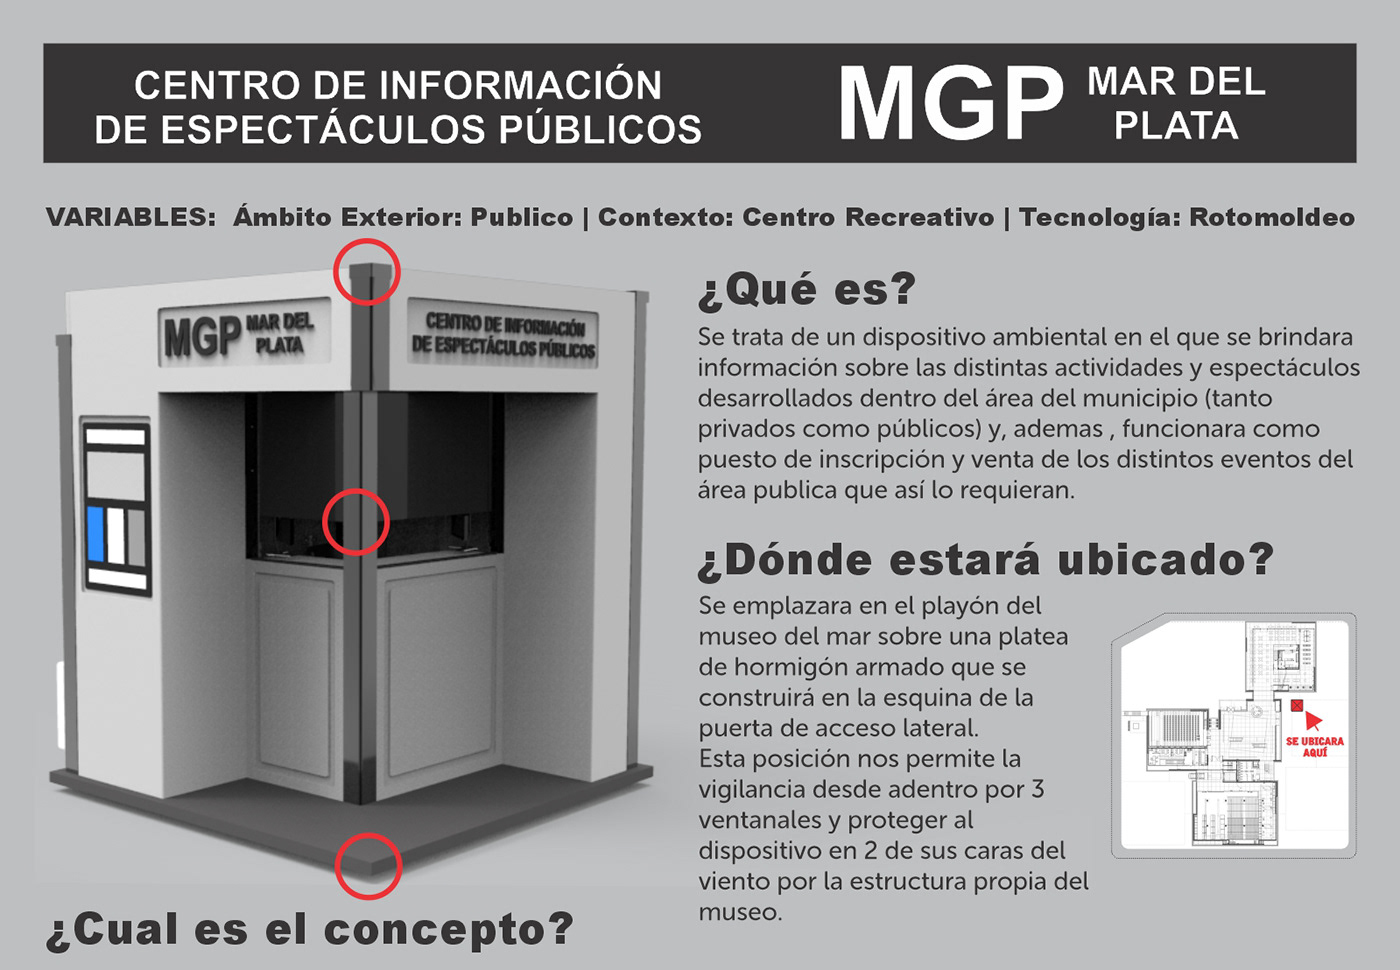 CENTRO DE INFORMACIÓN
DE ESPECTÁCULOS PÚBLICOS
MGP MAR DEL
PLATA
VARIABLES: Ámbito Exterior: Publico | Contexto: Centro Recreativo | Tecnología: Rotomoldeo
MGP MAR DEL
PLATA
CENTRO DE INFORMACIÓN
DE ESPECTÁCULOS PÚBLICOS
¿Qué es?
Se trata de un dispositivo ambiental en el que se brindara
información sobre las distintas actividades y espectáculos
desarrollados dentro del área del municipio (tanto
privados como públicos) y, ademas , funcionara como
puesto de inscripción y venta de los distintos eventos del
área publica que así lo requieran.
¿Dónde estará ubicado?
Se emplazara en el playón del
museo del mar sobre una platea
de hormigón armado que se
construirá en la esquina de la
puerta de acceso lateral.
Esta posición nos permite la
vigilancia desde adentro por 3
ventanales y proteger al
dispositivo en 2 de sus caras del
viento por la estructura propia del
museo.
SE UBICARA
AQUÍ
¿Cual es el concepto?